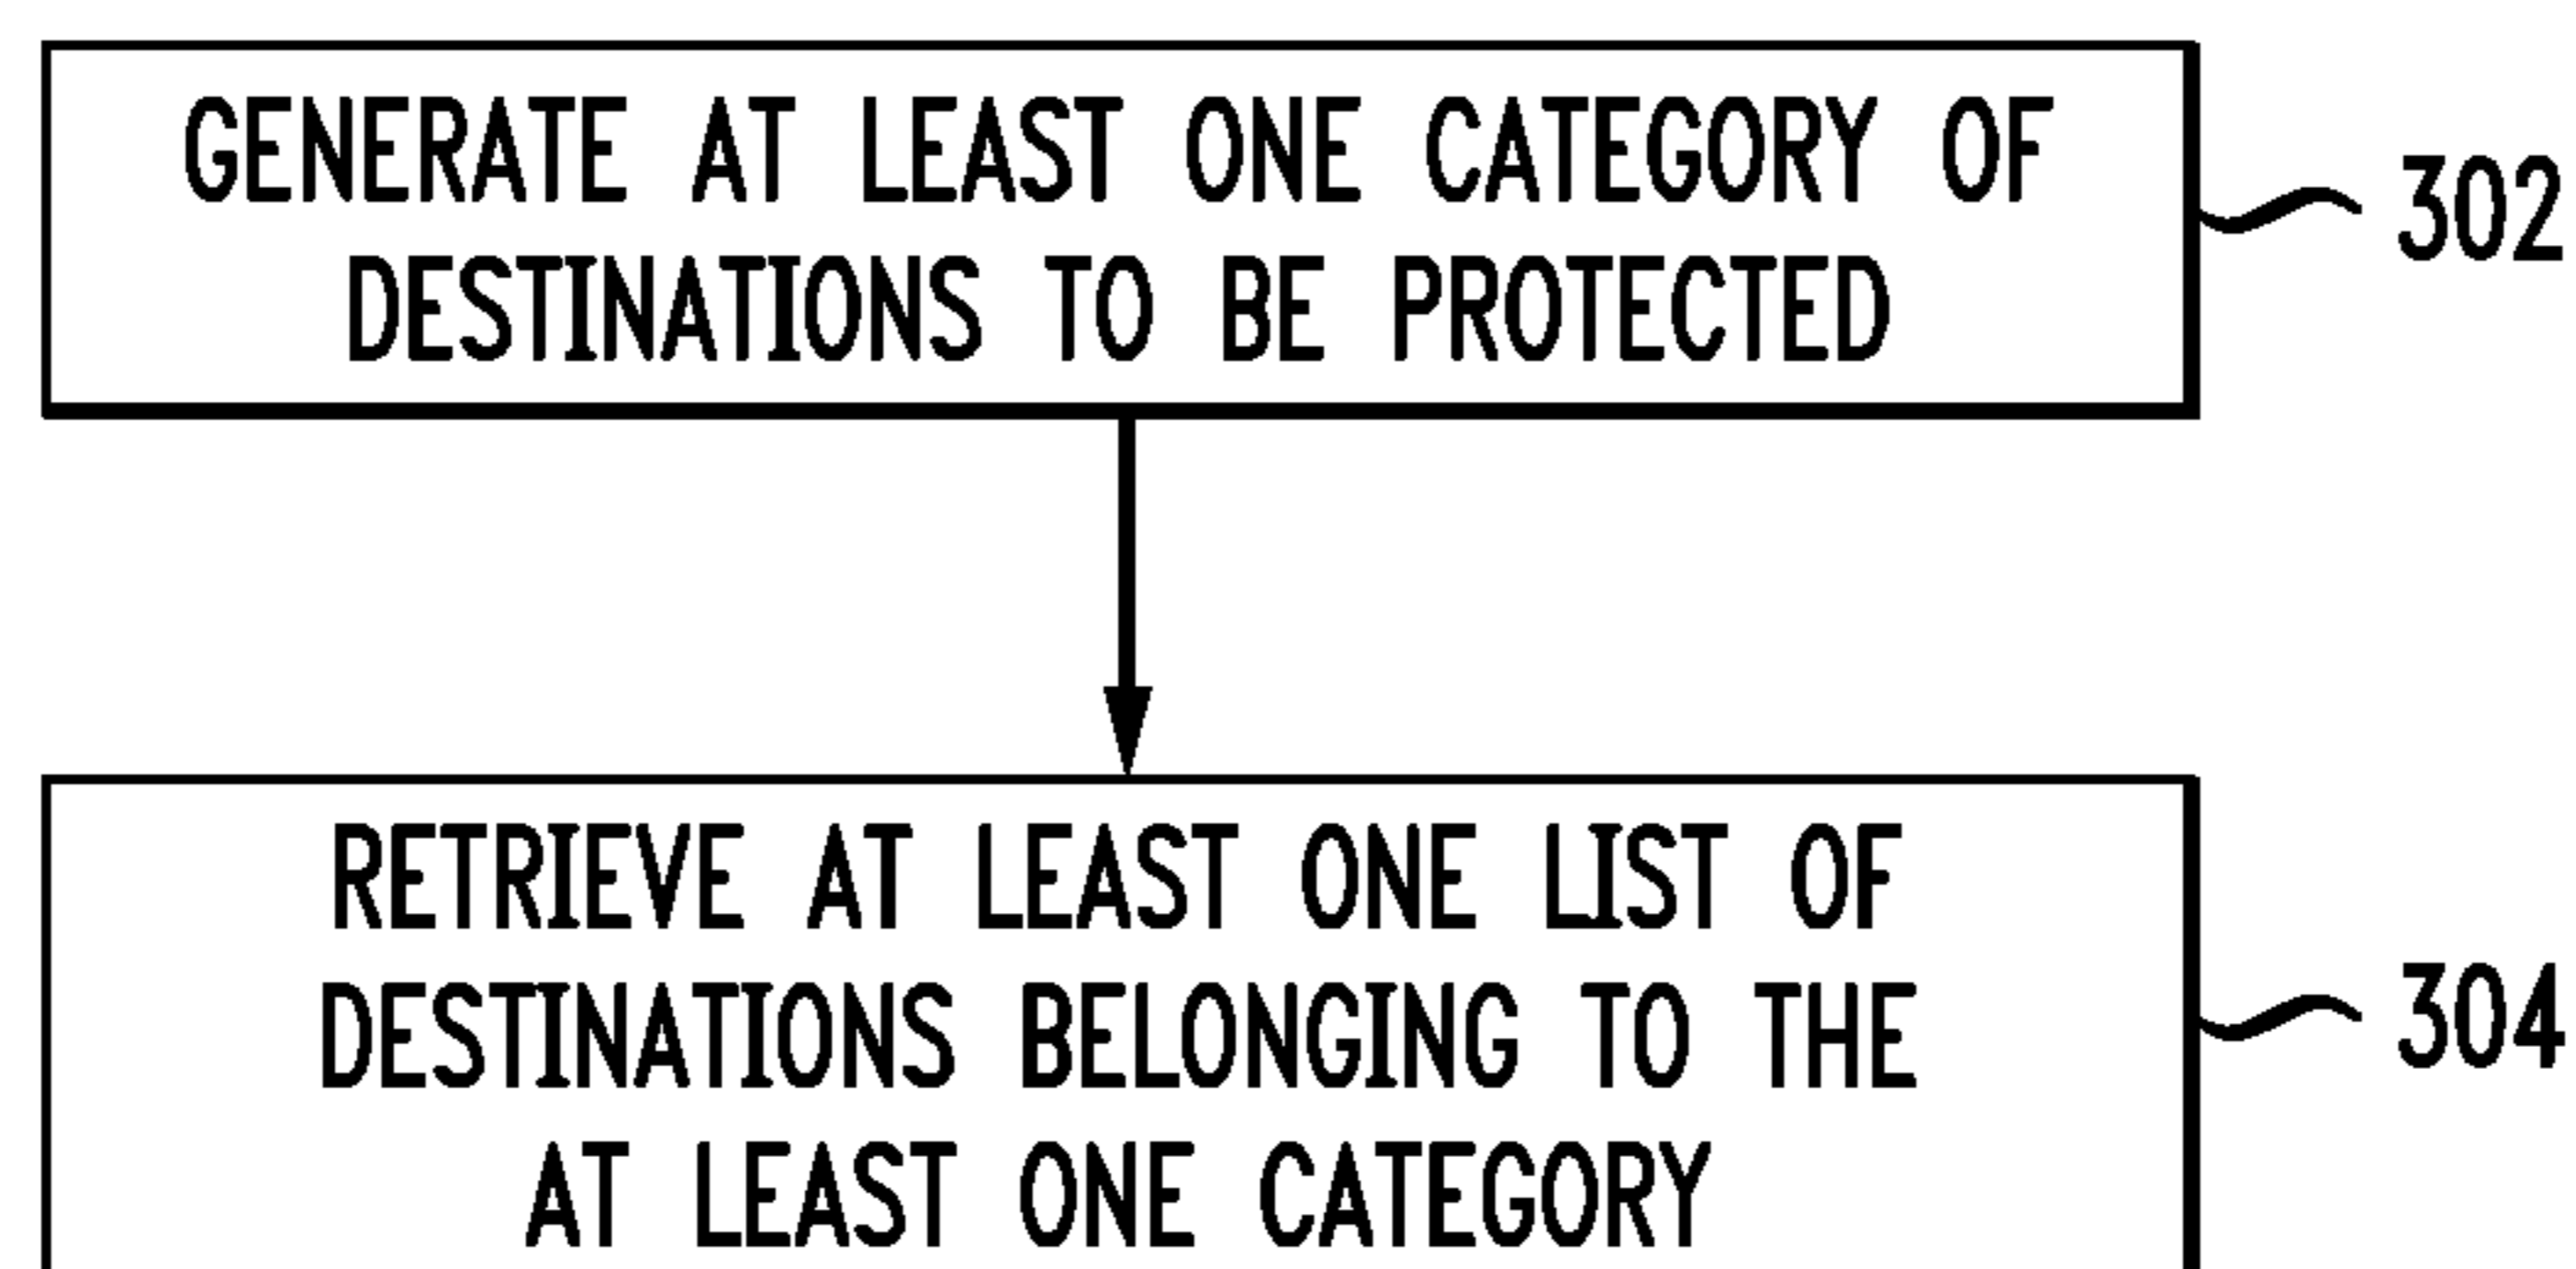 GENERATE AT LEAST ONE CATEGORY OF
DESTINATIONS TO BE PROTECTED
302
RETRIEVE AT LEAST ONE LIST OF
DESTINATIONS BELONGING TO THE
AT LEAST ONE CATEGORY
304